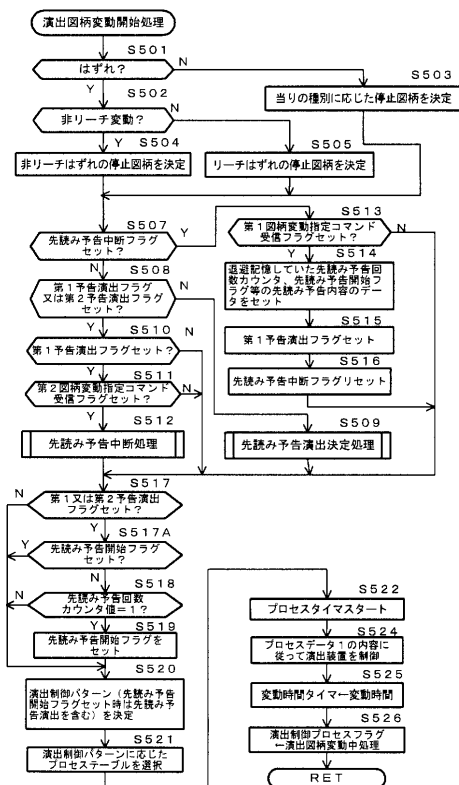 演出図柄変動開始処理
S501
はずれ？
N
Y
S502
S503
当りの種別に応じた停止図柄を決定
非リーチ変動？
N
Y
S504
S505
非リーチはずれの停止図柄を決定
リーチはずれの停止図柄を決定
S507
先読み予告中断フラグ
セット？
Y
N
S513
第１図柄変動指定コマンド
受信フラグセット？
N
Y
S514
退避記憶していた先読み予告回
数カウンタ、先読み予告開始フ
ラグ等の先読み予告内容のデー
タをセット
S515
第１予告演出フラグセット
S516
先読み予告中断フラグリセット
S508
第１予告演出フラグ
又は第２予告演出フラグ
セット？
N
Y
S510
第１予告演出フラグセット？
N
Y
S511
第２図柄変動指定コマンド
受信フラグセット？
N
Y
S512
先読み予告中断処理
S509
先読み予告演出決定処理
S517
第１又は第２予告演出
フラグセット？
N
Y
S517A
先読み予告開始フラグ
セット？
Y
N
S518
先読み予告回数
カウンタ値＝１？
N
Y
S519
先読み予告開始フラグを
セット
S520
演出制御パターン（先読み予告
開始フラグセット時は先読み予
告演出を含む）を決定
S521
演出制御パターンに応じた
プロセステーブルを選択
S522
プロセスタイマスタート
S524
プロセスデータ１の内容に
従って演出装置を制御
S525
変動時間タイマ←変動時間
S526
演出制御プロセスフラグ
←演出図柄変動中処理
RET